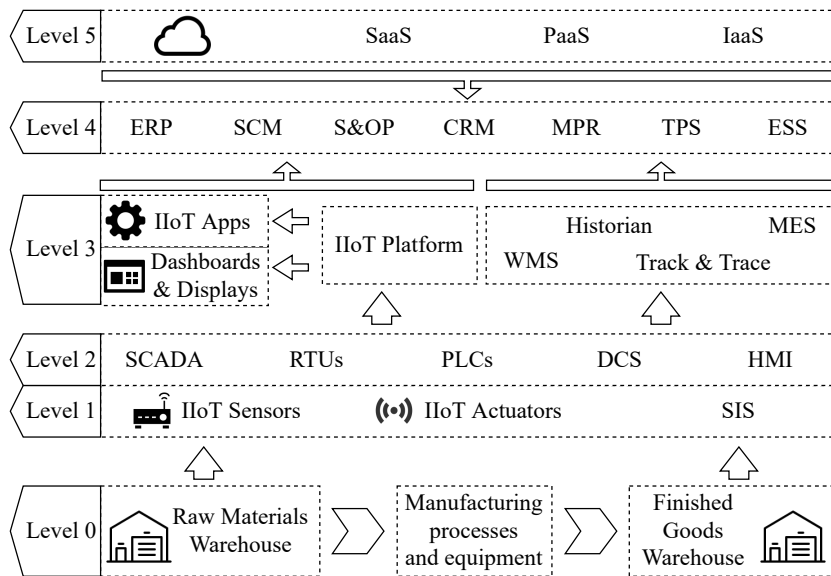 Level 5 SaaS PaaS IaaS
Level 4 ERP SCM S&OP CRM MPR TPS ESS
Level 3
IIoT Apps
Dashboards
& Displays
IIoT Platform
Historian MES
WMS Track & Trace
Level 2 SCADA RTUs PLCs DCS HMI
Level 1 IIoT Sensors IIoT Actuators SIS
Level 0
Raw Materials
Warehouse
Manufacturing
processes
and equipment
Finished
Goods
Warehouse